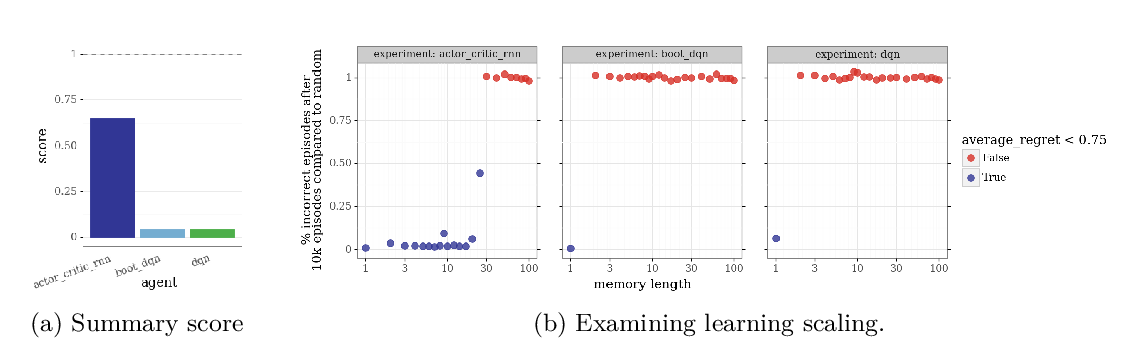 1
0.75
0.50
0.25
0
score
actor_critic_rnn
boot_dqn
dqn
agent
(a) Summary score
experiment: actor_critic_rnn
experiment: boot_dqn
experiment: dqn
% incorrect episodes after
10k episodes compared to random
1
0.75
0.50
0.25
0
1 3 10 30 100
1 3 10 30 100
1 3 10 30 100
memory length
average_regret < 0.75
False
True
(b) Examining learning scaling.